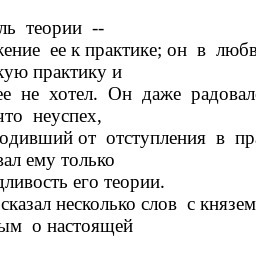 ль теории --
жение ее к практике; он в любв
кую практику и
ее не хотел. Он даже радовал
что неуспех,
одивший от отступления в пра
вал ему только
дливость его теории.
сказал несколько слов с князем
ым о настоящей